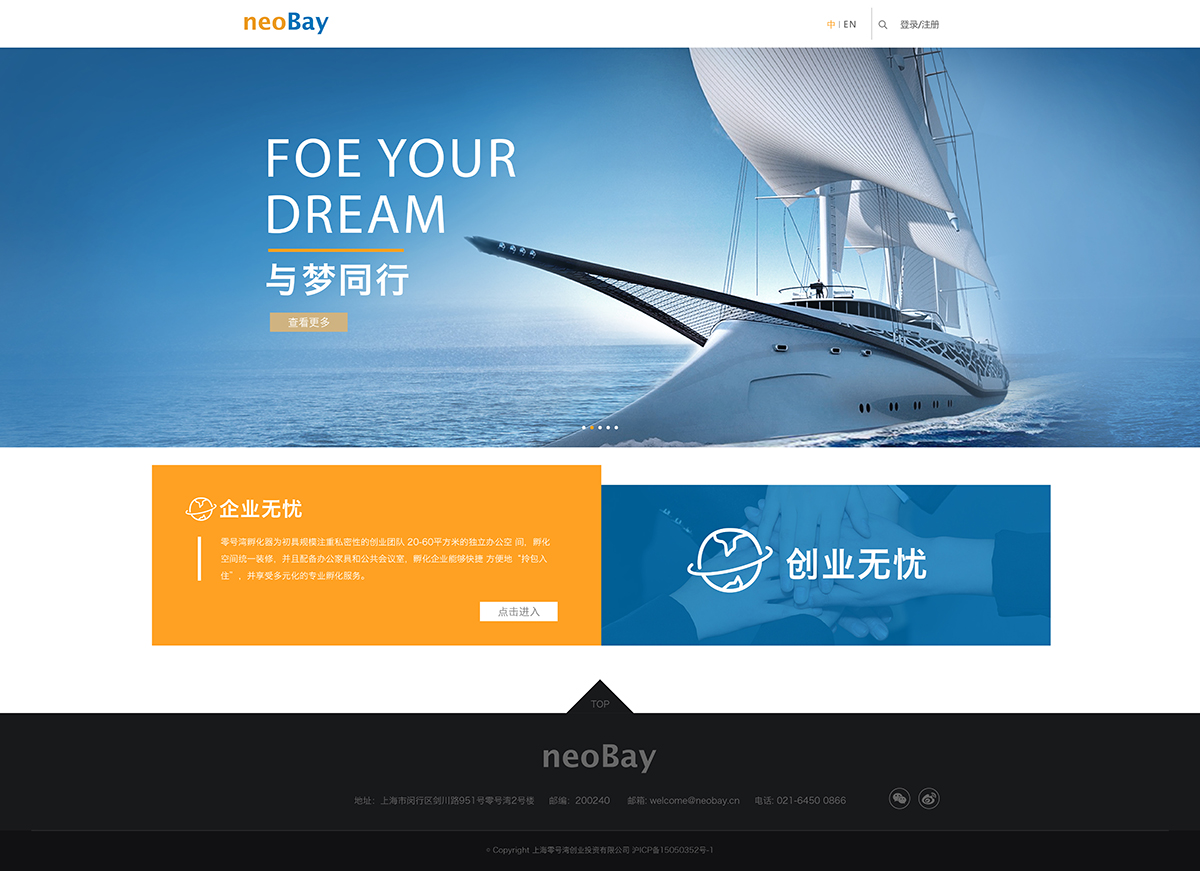 neoBay
中 | EN
登录/注册
FOE YOUR
DREAM
与梦同行
查看更多
企业无忧
零号湾孵化器为初具规模注重私密性的创业团队 20-60平方米的独立办公空 间，孵化
空间统一装修，并且配备办公家具和公共会议室，孵化企业能够快捷 方便地“拎包入
住”，并享受多元化的专业孵化服务。
点击进入
创业无忧
TOP
neoBay
地址：上海市闵行区剑川路951号零号湾2号楼 邮编：200240 邮箱: welcome@neobay.cn 电话: 021-6450 0866
© Copyright 上海零号湾创业投资有限公司 沪ICP备15050352号-1